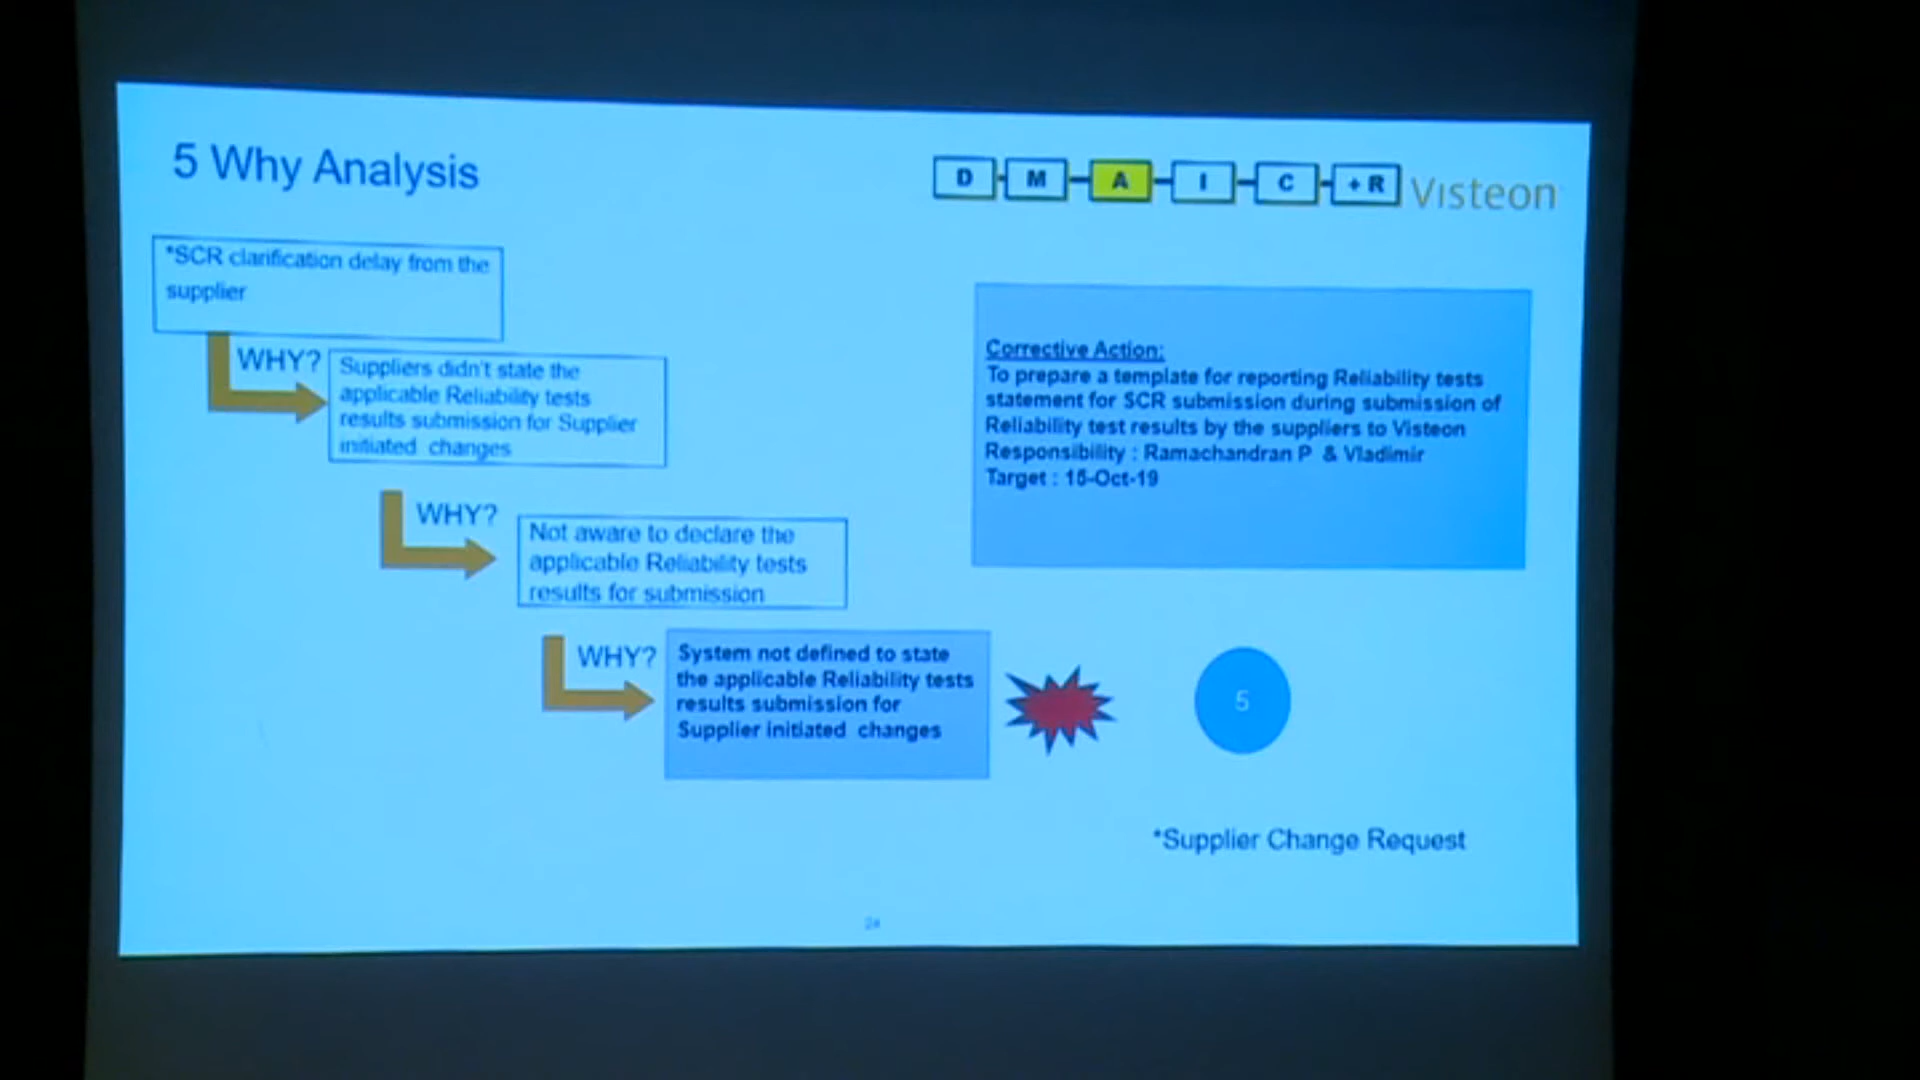 5 Why Analysis
D M A I C +R
Visteon
*SCR clarification delay from the
supplier
WHY?
Suppliers didn't state the
applicable Reliability tests
results submission for Supplier
initiated changes
WHY?
Not aware to declare the
applicable Reliability tests
results for submission
WHY?
System not defined to state
the applicable Reliability tests
results submission for
Supplier initiated changes
Corrective Action:
To prepare a template for reporting Reliability tests
statement for SCR submission during submission of
Reliability test results by the suppliers to Visteon
Responsibility : Ramachandran P & Vladimir
Target : 15-Oct-19
5
*Supplier Change Request